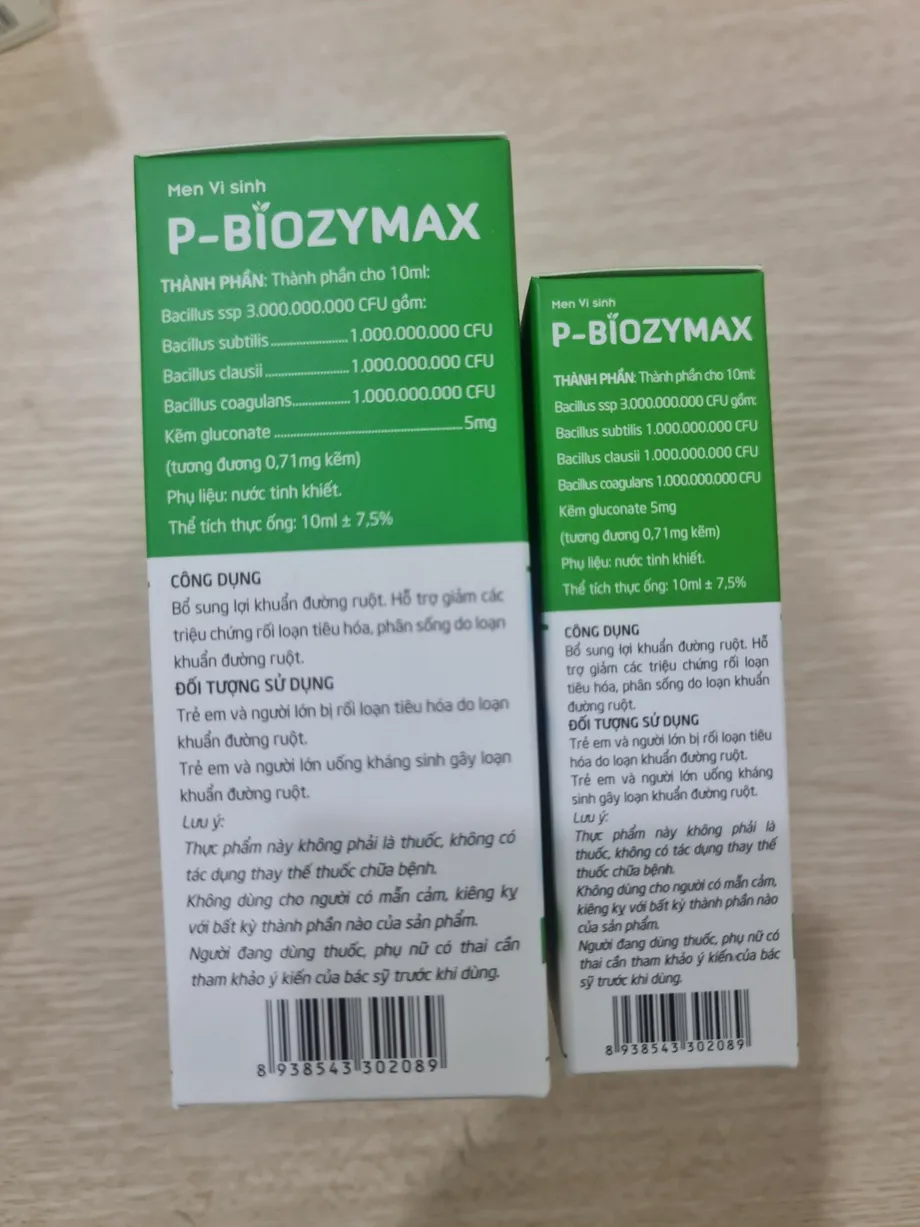 Men Vi sinh
P-BIOZYMAX
THÀNH PHẦN: Thành phần cho 10ml:
Bacillus ssp 3.000.000.000 CFU gồm:
Bacillus subtilis......................1.000.000.000 CFU
Bacillus clausii........................1.000.000.000 CFU
Bacillus coagulans................1.000.000.000 CFU
Kẽm gluconate ......................................................5mg
(tương đương 0,71mg kẽm)
Phụ liệu: nước tinh khiết.
Thể tích thực ống: 10ml ± 7,5%
CÔNG DỤNG
Bổ sung lợi khuẩn đường ruột. Hỗ trợ giảm các
triệu chứng rối loạn tiêu hóa, phân sống do loạn
khuẩn đường ruột.
ĐỐI TƯỢNG SỬ DỤNG
Trẻ em và người lớn bị rối loạn tiêu hóa do loạn
khuẩn đường ruột.
Trẻ em và người lớn uống kháng sinh gây loạn
khuẩn đường ruột.
Lưu ý:
Thực phẩm này không phải là thuốc, không có
tác dụng thay thế thuốc chữa bệnh.
Không dùng cho người có mẫn cảm, kiêng kỵ
với bất kỳ thành phần nào của sản phẩm.
Người đang dùng thuốc, phụ nữ có thai cần
tham khảo ý kiến của bác sỹ trước khi dùng.
8 938543 302089
Men Vi sinh
P-BIOZYMAX
THÀNH PHẦN: Thành phần cho 10ml:
Bacillus ssp 3.000.000.000 CFU gồm:
Bacillus subtilis 1.000.000.000 CFU
Bacillus clausii 1.000.000.000 CFU
Bacillus coagulans 1.000.000.000 CFU
Kẽm gluconate 5mg
(tương đương 0,71mg kẽm)
Phụ liệu: nước tinh khiết.
Thể tích thực ống: 10ml ± 7,5%
CÔNG DỤNG
Bổ sung lợi khuẩn đường ruột. Hỗ
trợ giảm các triệu chứng rối loạn
tiêu hóa, phân sống do loạn khuẩn
đường ruột.
ĐỐI TƯỢNG SỬ DỤNG
Trẻ em và người lớn bị rối loạn tiêu
hóa do loạn khuẩn đường ruột.
Trẻ em và người lớn uống kháng
sinh gây loạn khuẩn đường ruột.
Lưu ý:
Thực phẩm này không phải là
thuốc, không có tác dụng thay thế
thuốc chữa bệnh.
Không dùng cho người có mẫn cảm,
kiêng kỵ với bất kỳ thành phần nào
của sản phẩm.
Người đang dùng thuốc, phụ nữ có
thai cần tham khảo ý kiến của bác
sỹ trước khi dùng.
8 938543 302089